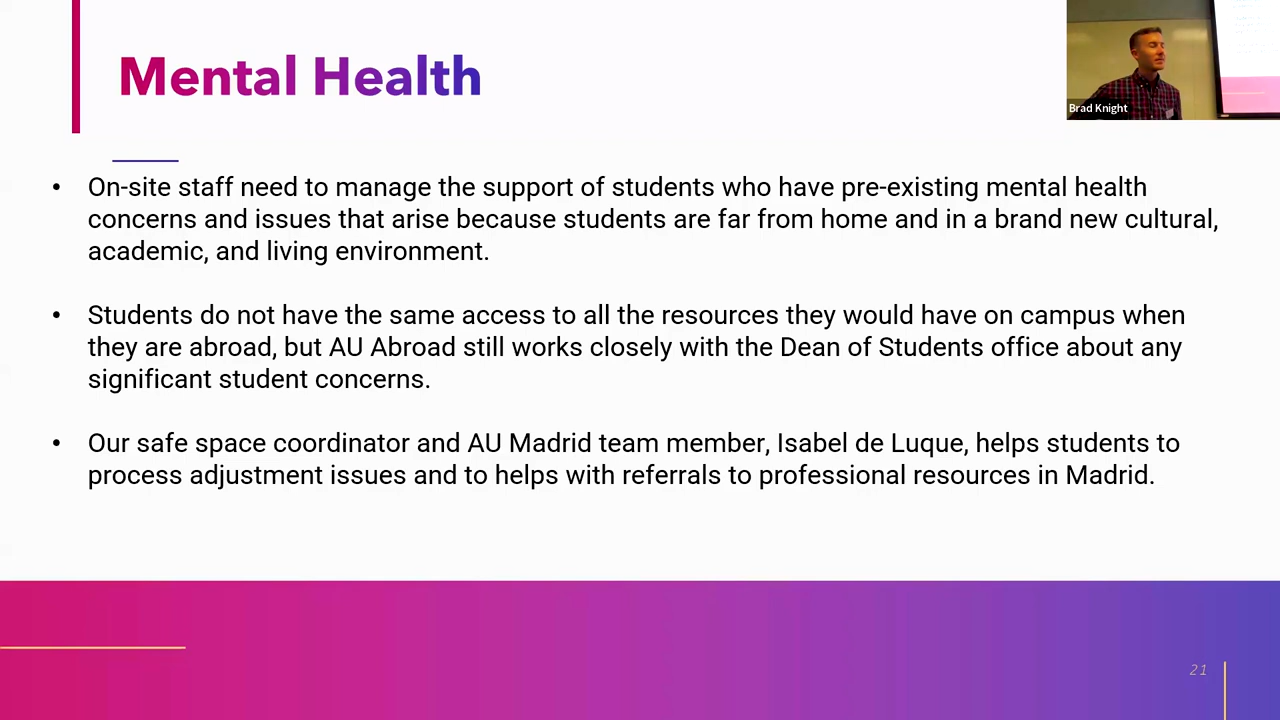 Mental Health
Brad Knight
• On-site staff need to manage the support of students who have pre-existing mental health
concerns and issues that arise because students are far from home and in a brand new cultural,
academic, and living environment.
• Students do not have the same access to all the resources they would have on campus when
they are abroad, but AU Abroad still works closely with the Dean of Students office about any
significant student concerns.
• Our safe space coordinator and AU Madrid team member, Isabel de Luque, helps students to
process adjustment issues and to helps with referrals to professional resources in Madrid.
21